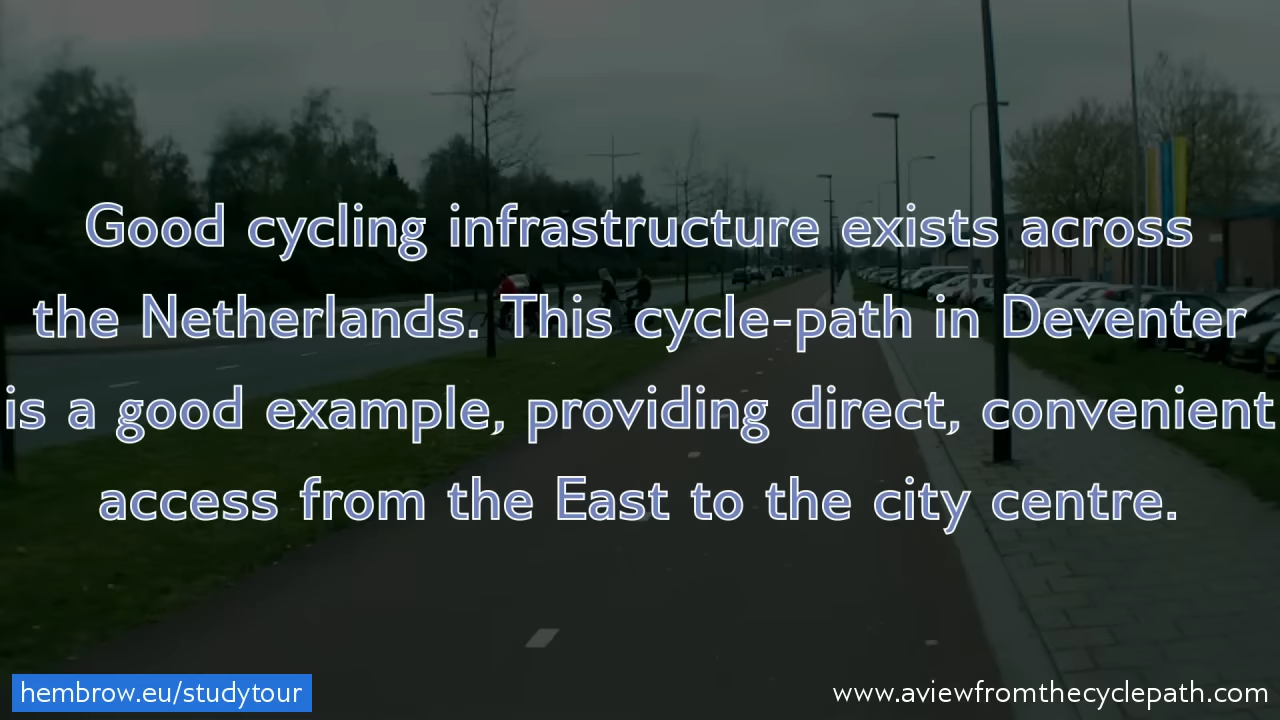 Good cycling infrastructure exists across
the Netherlands. This cycle-path in Deventer
is a good example, providing direct, convenient
access from the East to the city centre.
hembrow.eu/studytour
www.aviewfromthecyclepath.com